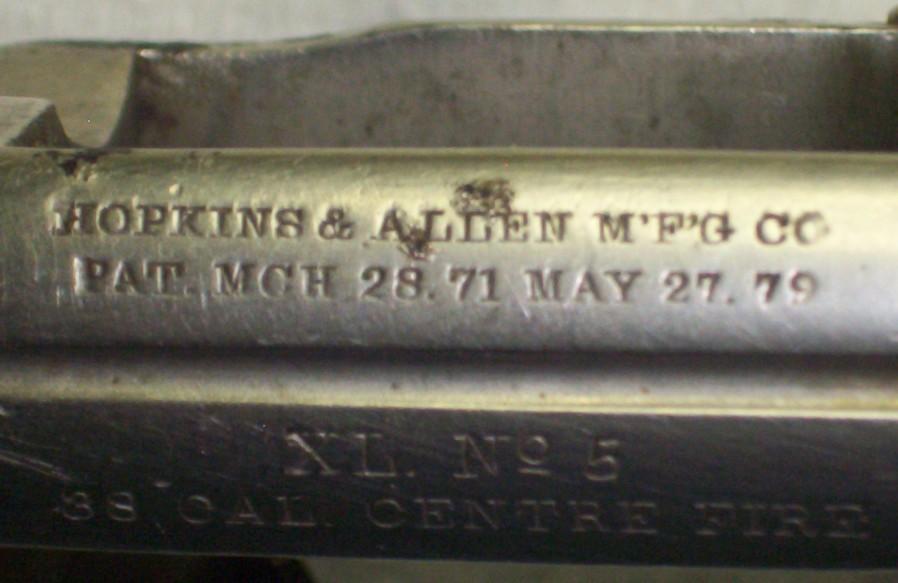 HOPKINS & ALLEN M'F'G CO
PAT. MCH 28.71 MAY 27.79
XL. Nº 5
38 CAL. CENTRE FIRE